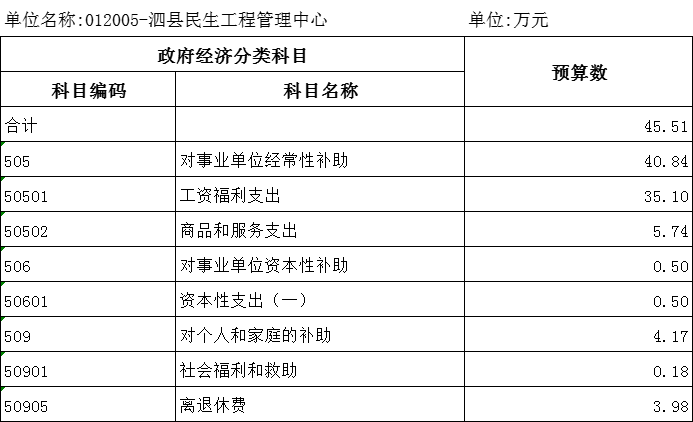 单位名称:012005-泗县民生工程管理中心 单位:万元
政府经济分类科目 预算数
科目编码 科目名称
合计 45.51
505 对事业单位经常性补助 40.84
50501 工资福利支出 35.10
50502 商品和服务支出 5.74
506 对事业单位资本性补助 0.50
50601 资本性支出（一） 0.50
509 对个人和家庭的补助 4.17
50901 社会福利和救助 0.18
50905 离退休费 3.98